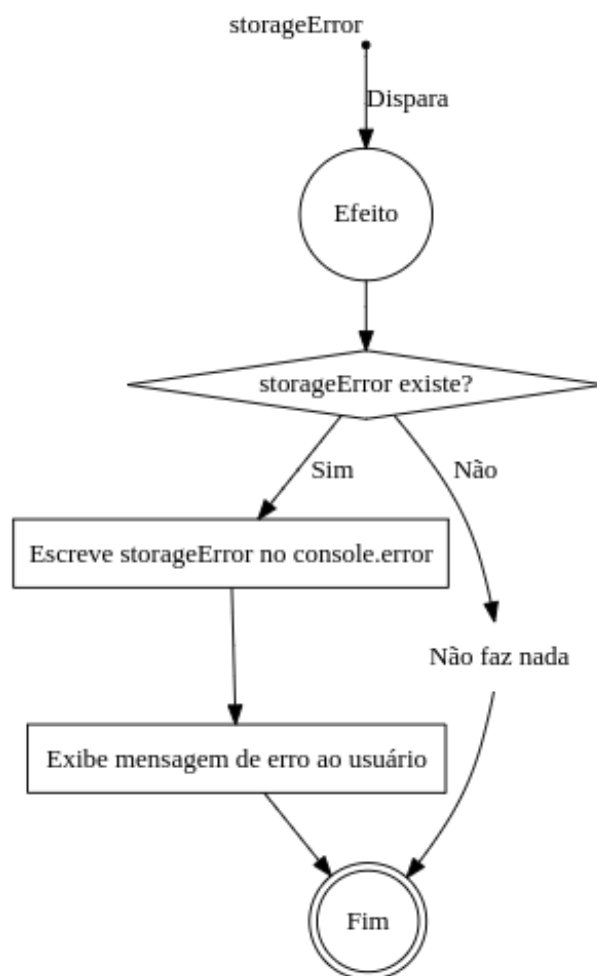 storageError
Dispara
Efeito
storageError existe?
Sim
Não
Escreve storageError no console.error
Não faz nada
Exibe mensagem de erro ao usuário
Fim